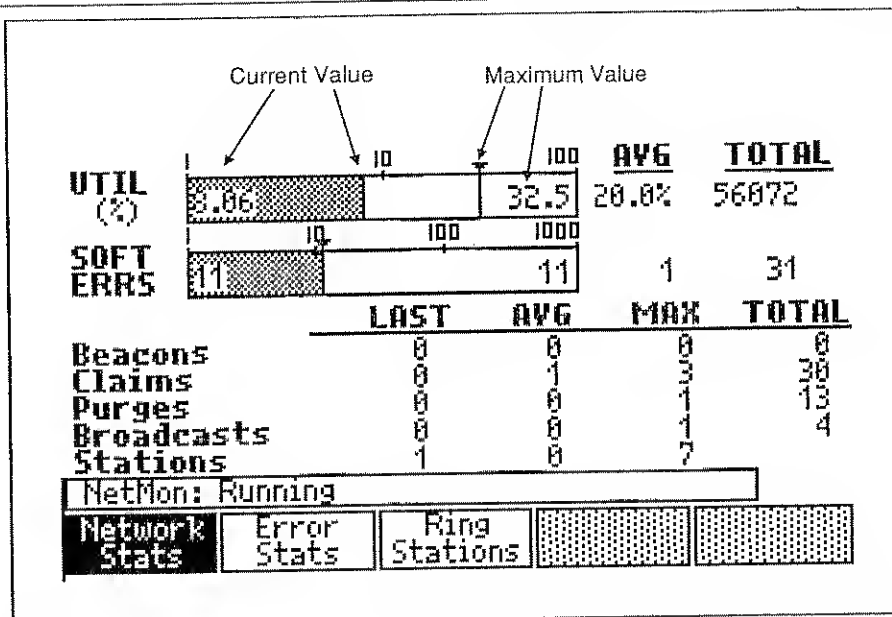 Current Value Maximum Value
1 10 100 AVG TOTAL
UTIL (%) 8.06 32.5 20.0% 56072
1 10 100 1000
SOFT ERRS 11 11 1 31
LAST AVG MAX TOTAL
Beacons 0 0 0 0
Claims 0 1 3 30
Purges 0 0 1 13
Broadcasts 0 0 1 4
Stations 1 0 7
NetMon: Running
Network Stats Error Stats Ring Stations